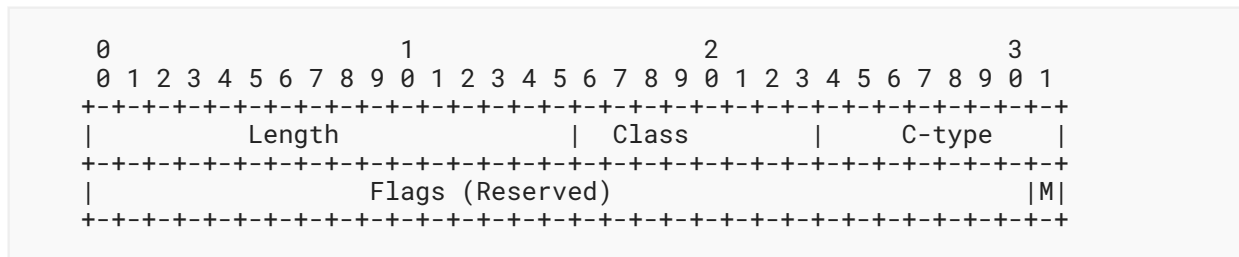 0                   1                   2                   3
 0 1 2 3 4 5 6 7 8 9 0 1 2 3 4 5 6 7 8 9 0 1 2 3 4 5 6 7 8 9 0 1
+-+-+-+-+-+-+-+-+-+-+-+-+-+-+-+-+-+-+-+-+-+-+-+-+-+-+-+-+-+-+-+-+
|          Length               |  Class        |     C-type    |
+-+-+-+-+-+-+-+-+-+-+-+-+-+-+-+-+-+-+-+-+-+-+-+-+-+-+-+-+-+-+-+-+
|                  Flags (Reserved)                           |M|
+-+-+-+-+-+-+-+-+-+-+-+-+-+-+-+-+-+-+-+-+-+-+-+-+-+-+-+-+-+-+-+-+